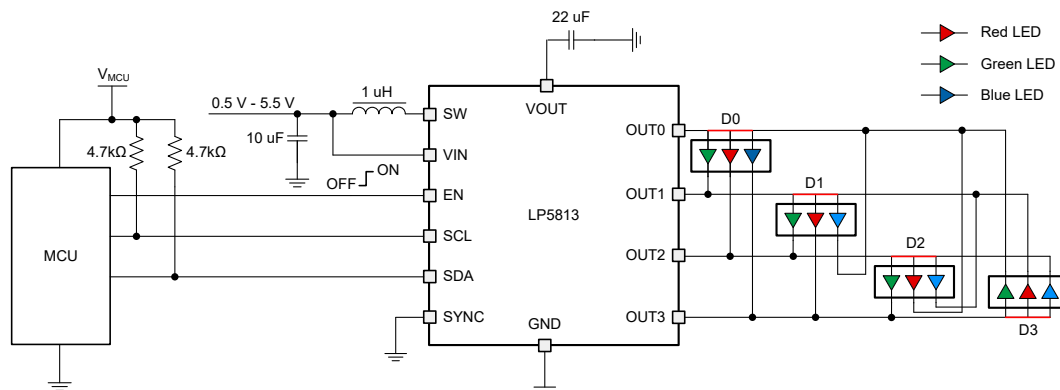 22 uF
Red LED
Green LED
Blue LED
VMCU
0.5 V - 5.5 V
1 uH
SW
VOUT
10 uF
4.7kΩ
4.7kΩ
VIN
OFF
ON
EN
LP5813
MCU
SCL
SDA
SYNC
GND
OUT0
D0
OUT1
D1
OUT2
D2
OUT3
D3